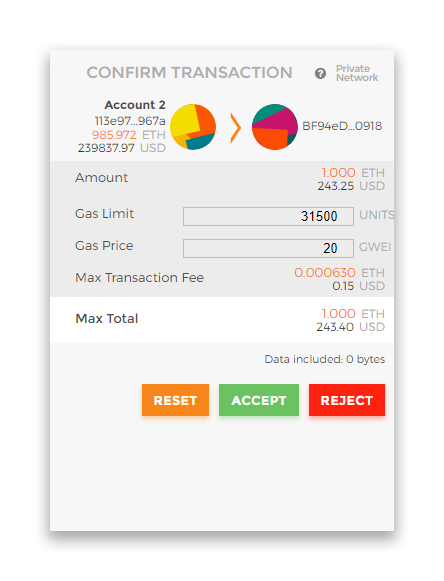 CONFIRM TRANSACTION
?
Private
Network
Account 2
113e97...967a
985.972 ETH
239837.97 USD
BF94eD...0918
Amount
1.000 ETH
243.25 USD
Gas Limit
31500 UNITS
Gas Price
20 GWEI
Max Transaction Fee
0.000630 ETH
0.15 USD
Max Total
1.000 ETH
243.40 USD
Data included: 0 bytes
RESET ACCEPT REJECT